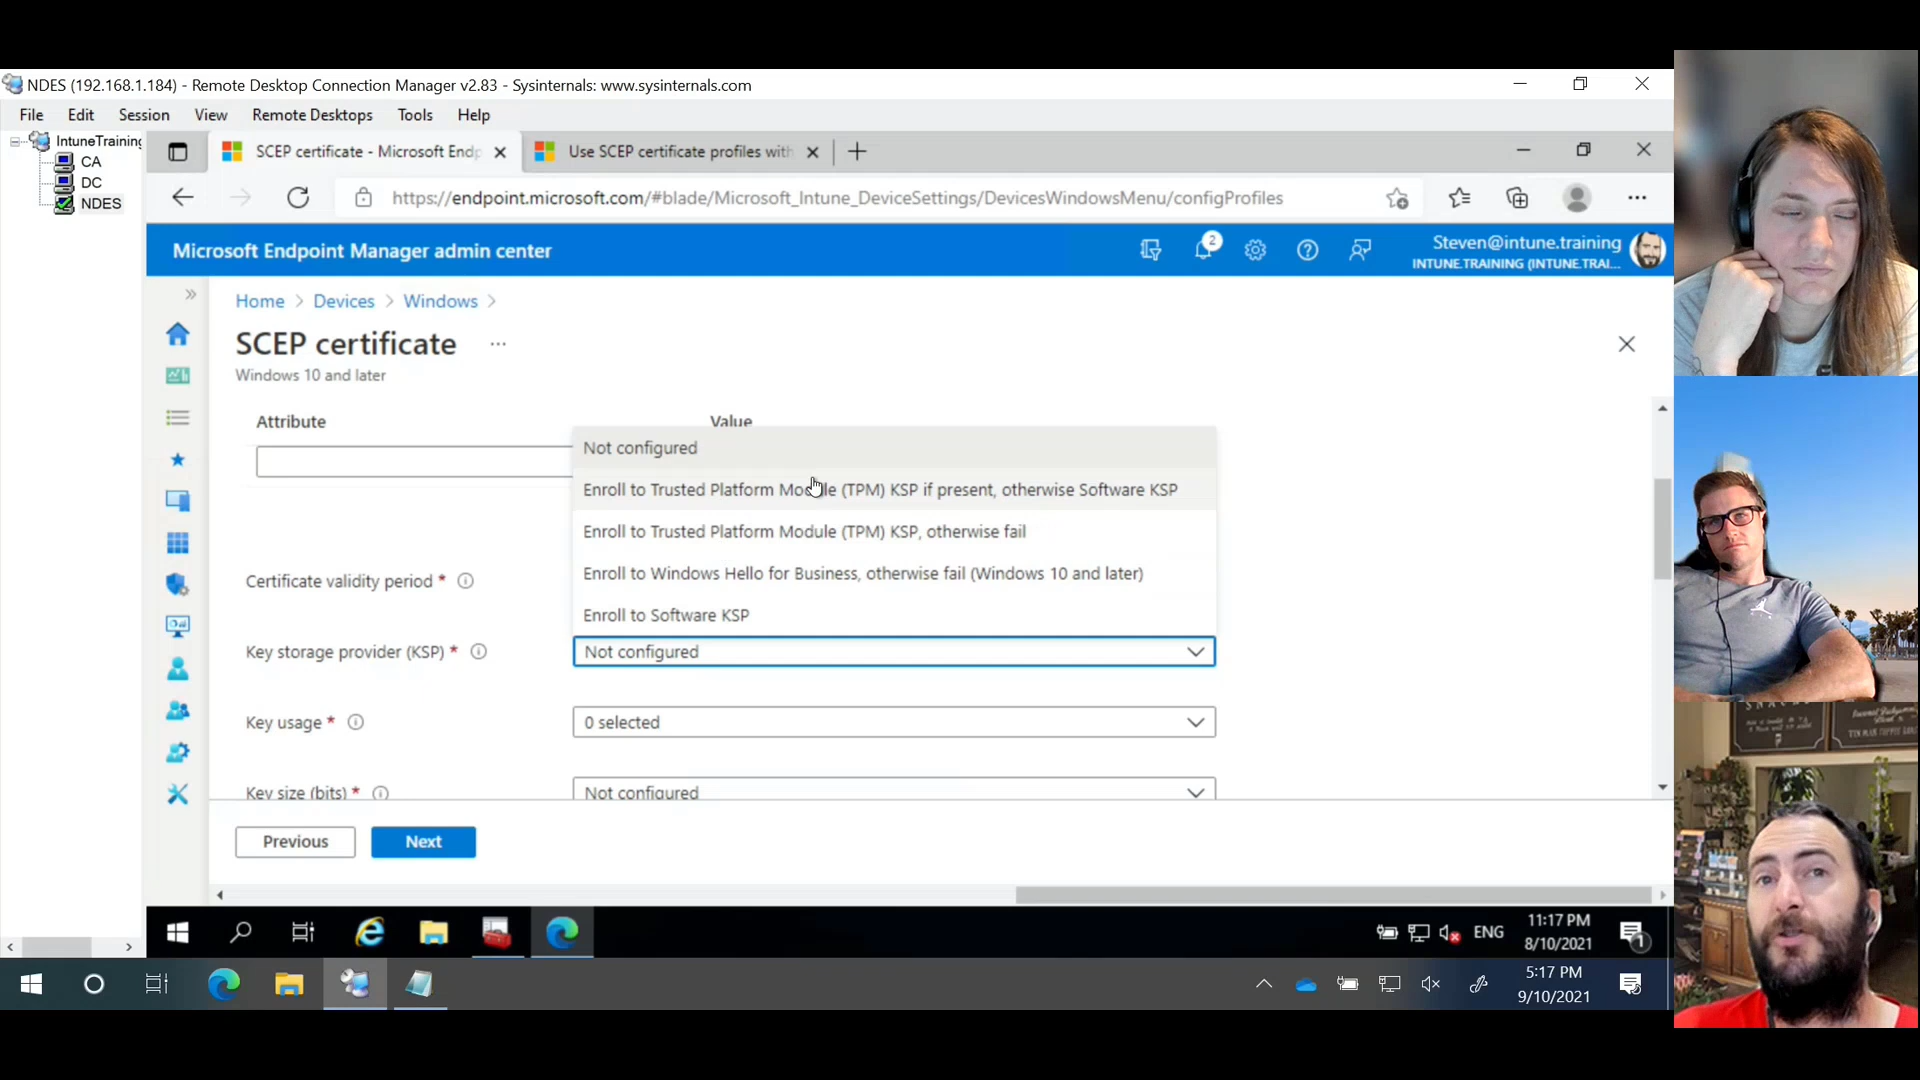 NDES (192.168.1.184) - Remote Desktop Connection Manager v2.83 - Sysinternals: www.sysinternals.com
File Edit Session View Remote Desktops Tools Help
IntuneTraining
CA
DC
NDES
SCEP certificate - Microsoft Endp
Use SCEP certificate profiles with
https://endpoint.microsoft.com/#blade/Microsoft_Intune_DeviceSettings/DevicesWindowsMenu/configProfiles
Microsoft Endpoint Manager admin center
2
Steven@intune.training
INTUNE.TRAINING (INTUNE.TRAI...
Home > Devices > Windows >
SCEP certificate ...
Windows 10 and later
Attribute Value
Not configured
Enroll to Trusted Platform Module (TPM) KSP if present, otherwise Software KSP
Enroll to Trusted Platform Module (TPM) KSP, otherwise fail
Enroll to Windows Hello for Business, otherwise fail (Windows 10 and later)
Enroll to Software KSP
Certificate validity period *
Key storage provider (KSP) * Not configured
Key usage * 0 selected
Key size (bits) * Not configured
Previous Next
ENG
11:17 PM
8/10/2021
1
5:17 PM
9/10/2021